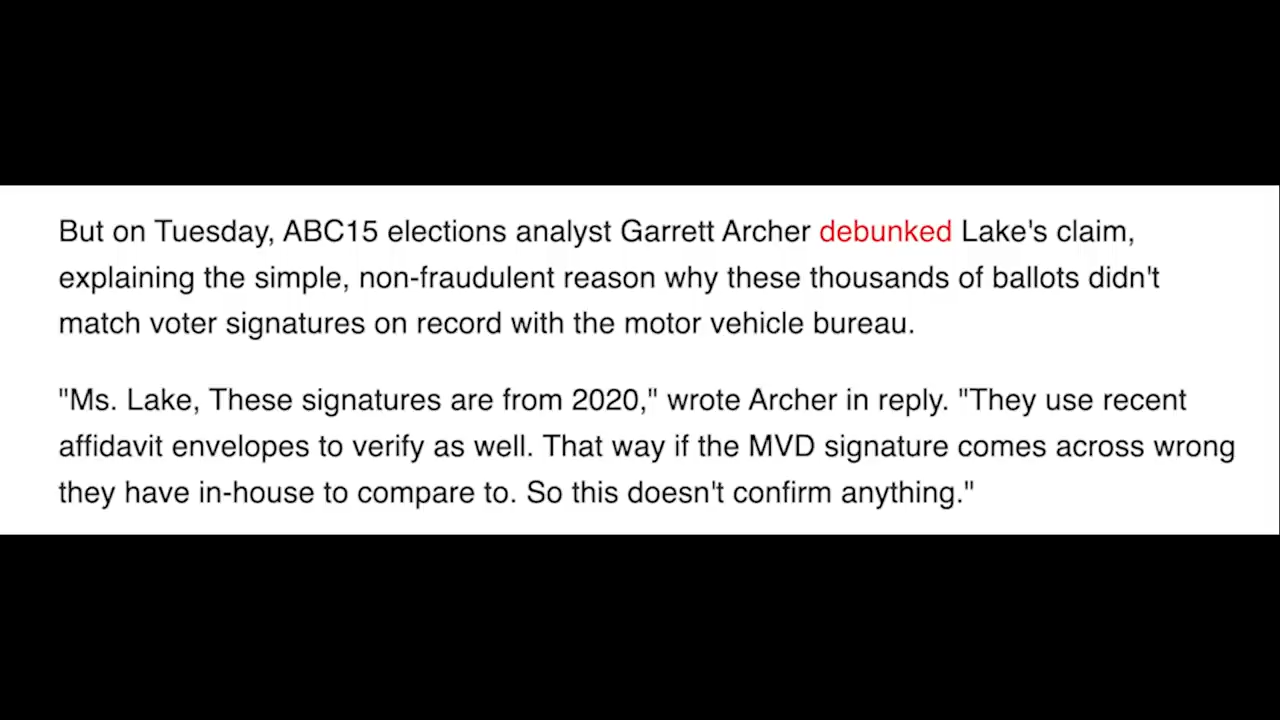 But on Tuesday, ABC15 elections analyst Garrett Archer debunked Lake's claim,
explaining the simple, non-fraudulent reason why these thousands of ballots didn't
match voter signatures on record with the motor vehicle bureau.
"Ms. Lake, These signatures are from 2020," wrote Archer in reply. "They use recent
affidavit envelopes to verify as well. That way if the MVD signature comes across wrong
they have in-house to compare to. So this doesn't confirm anything."